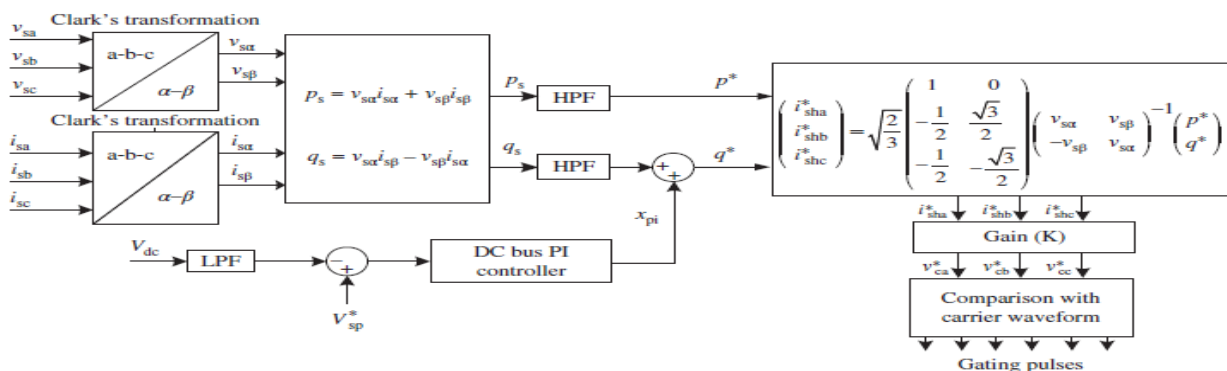 Clark's transformation
v_sa
v_sb
v_sc
a-b-c
α–β
v_sα
v_sβ
Clark's transformation
i_sa
i_sb
i_sc
a-b-c
α–β
i_sα
i_sβ
p_s = v_sα i_sα + v_sβ i_sβ
q_s = v_sα i_sβ − v_sβ i_sα
p_s
HPF
p*
q_s
HPF
+
+
q*
x_pi
V_dc
LPF
−
+
V*_sp
DC bus PI
controller
(i*_sha i*_shb i*_shc) = √(2/3) (1 0 −1/2 √3/2 −1/2 −√3/2) (v_sα v_sβ −v_sβ v_sα)^−1 (p* q*)
i*_sha i*_shb i*_shc
Gain (K)
v*_ca v*_cb v*_cc
Comparison with
carrier waveform
Gating pulses